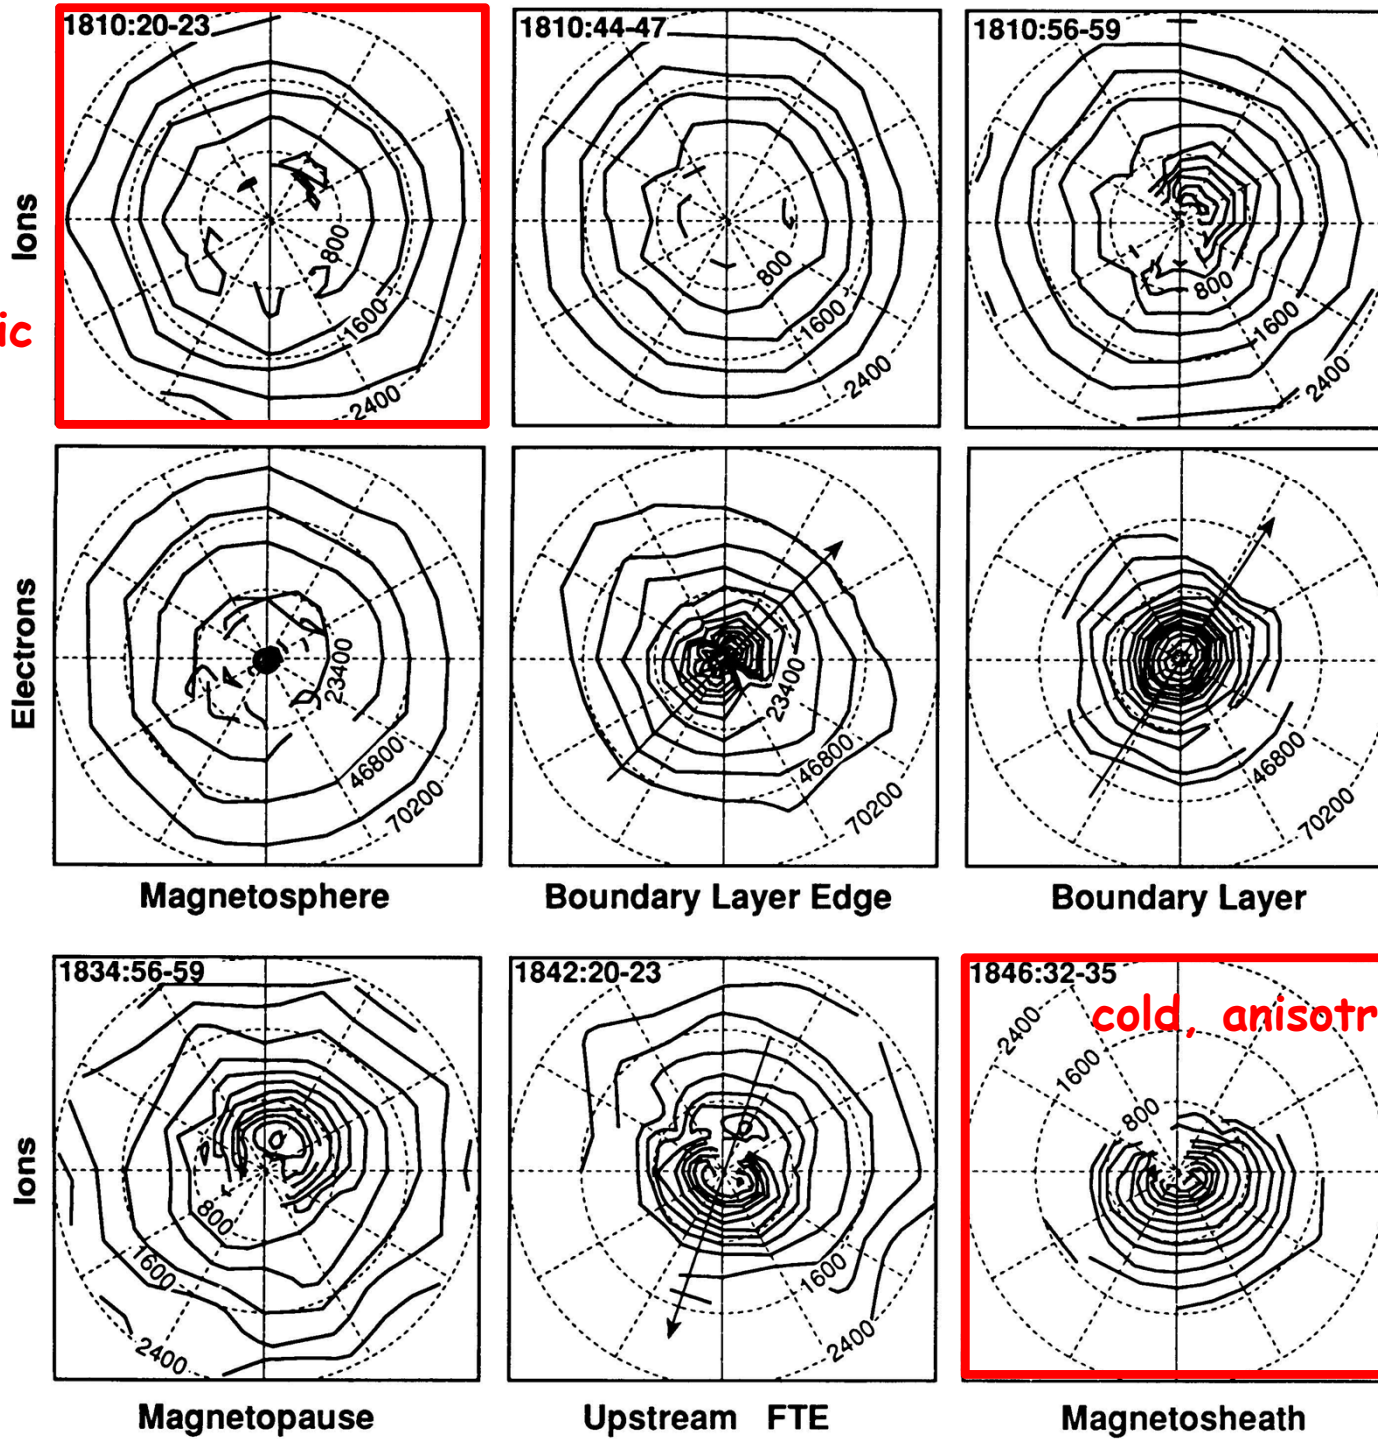 1810:20-23
1810:44-47
1810:56-59
Ions
ic
800
1600
2400
800
1600
2400
800
1600
2400
Electrons
23400
46800
70200
23400
46800
70200
46800
70200
Magnetosphere
Boundary Layer Edge
Boundary Layer
1834:56-59
1842:20-23
1846:32-35
cold, anisotr
Ions
800
1600
2400
1600
2400
2400
1600
800
Magnetopause
Upstream FTE
Magnetosheath